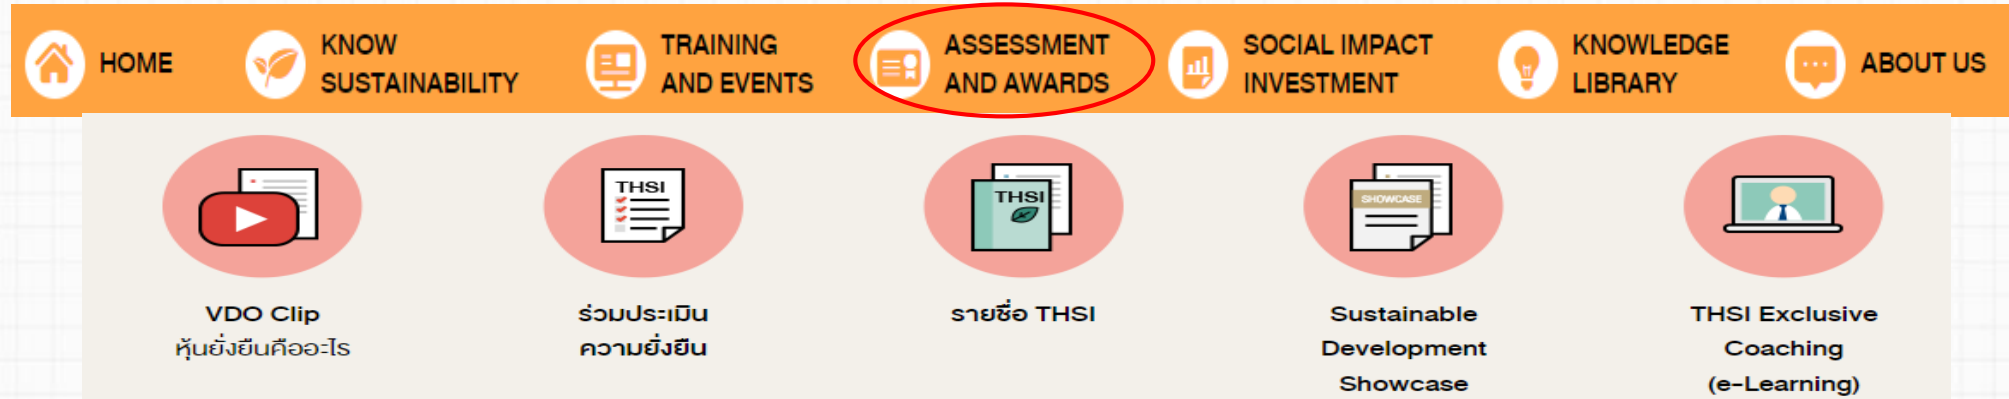 HOME
KNOW
SUSTAINABILITY
TRAINING
AND EVENTS
ASSESSMENT
AND AWARDS
SOCIAL IMPACT
INVESTMENT
KNOWLEDGE
LIBRARY
ABOUT US
THSI
THSI
SHOWCASE
VDO Clip
หุ้นยั่งยืนคืออะไร
ร่วมประเมิน
ความยั่งยืน
รายชื่อ THSI
Sustainable
Development
Showcase
THSI Exclusive
Coaching
(e-Learning)